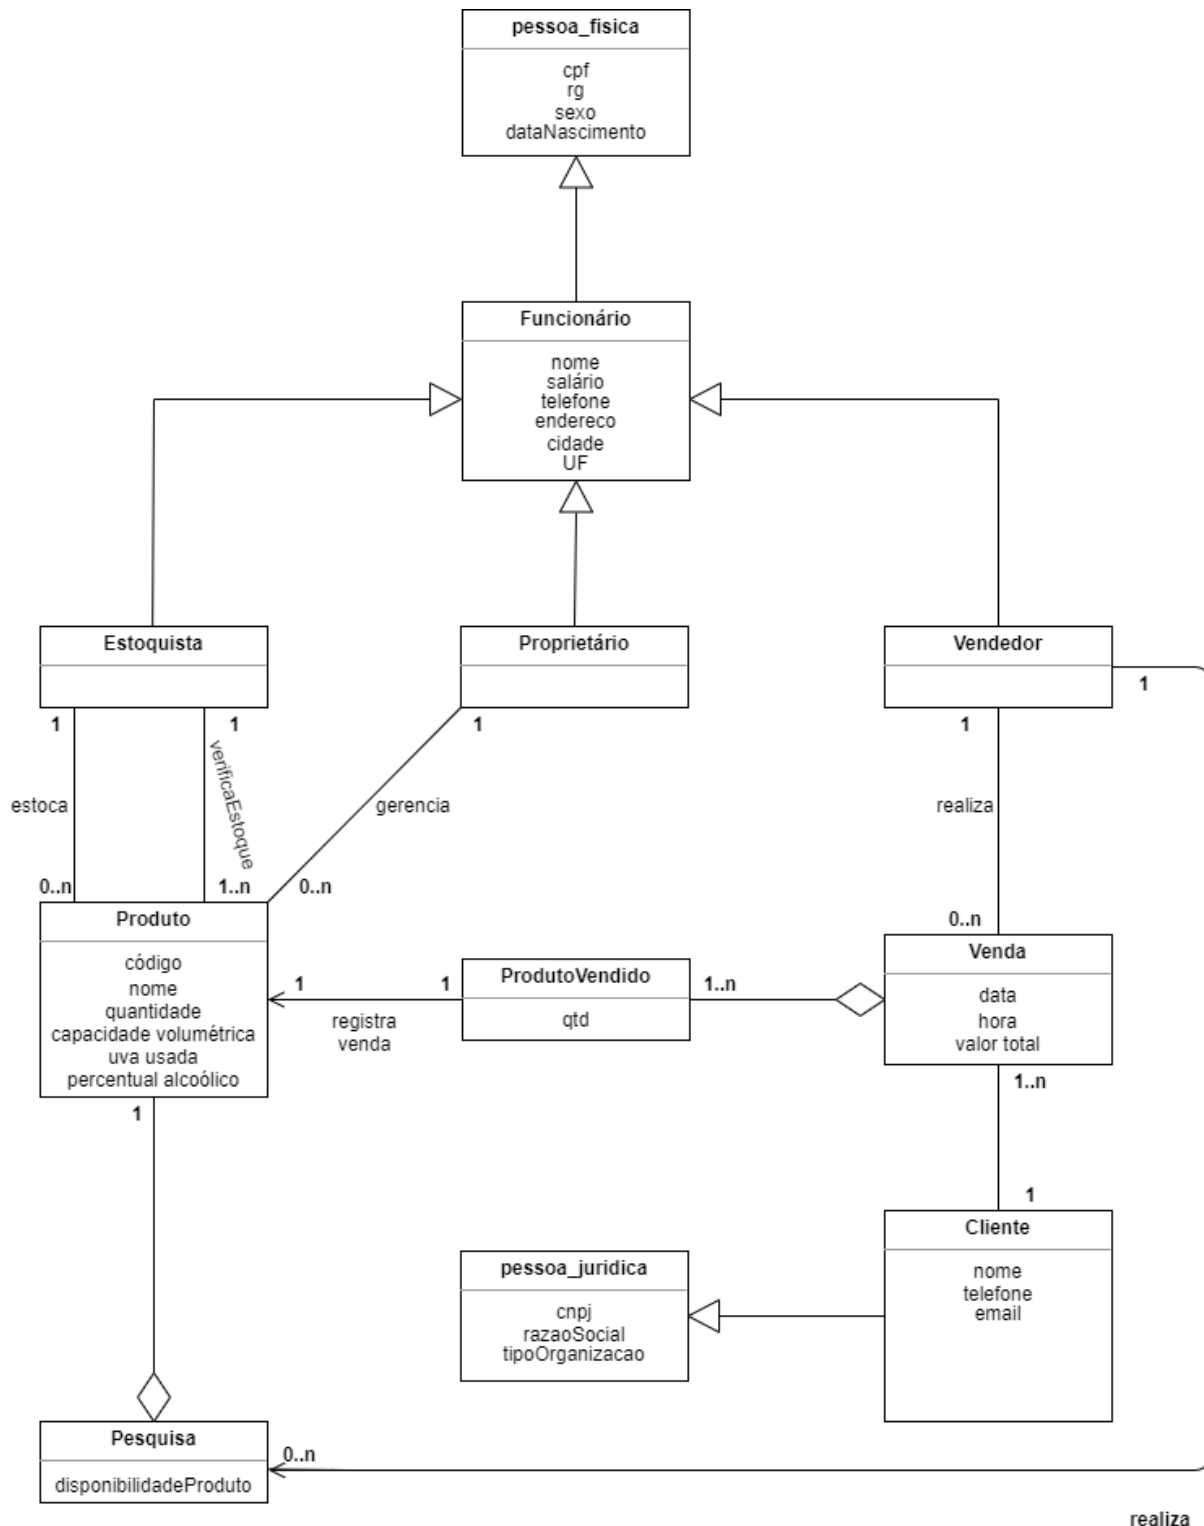 pessoa_fisica
cpf
rg
sexo
dataNascimento
Funcionário
nome
salário
telefone
endereco
cidade
UF
Estoquista
Proprietário
Vendedor
1
1
1
1
1
verificaEstoque
estoca
gerencia
realiza
0..n
1..n
0..n
0..n
Produto
código
nome
quantidade
capacidade volumétrica
uva usada
percentual alcoólico
1
1
registra
venda
ProdutoVendido
qtd
1..n
Venda
data
hora
valor total
1
1..n
1
Cliente
nome
telefone
email
pessoa_juridica
cnpj
razaoSocial
tipoOrganizacao
Pesquisa
disponibilidadeProduto
0..n
realiza